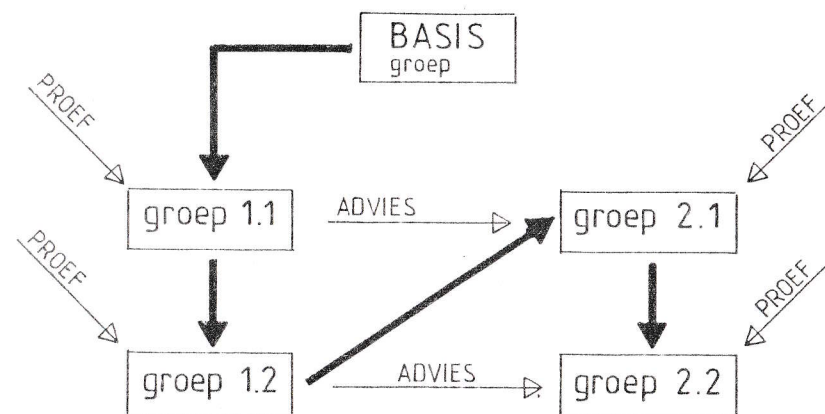 BASIS
groep
PROEF
PROEF
groep 1.1
ADVIES
groep 2.1
PROEF
PROEF
groep 1.2
ADVIES
groep 2.2